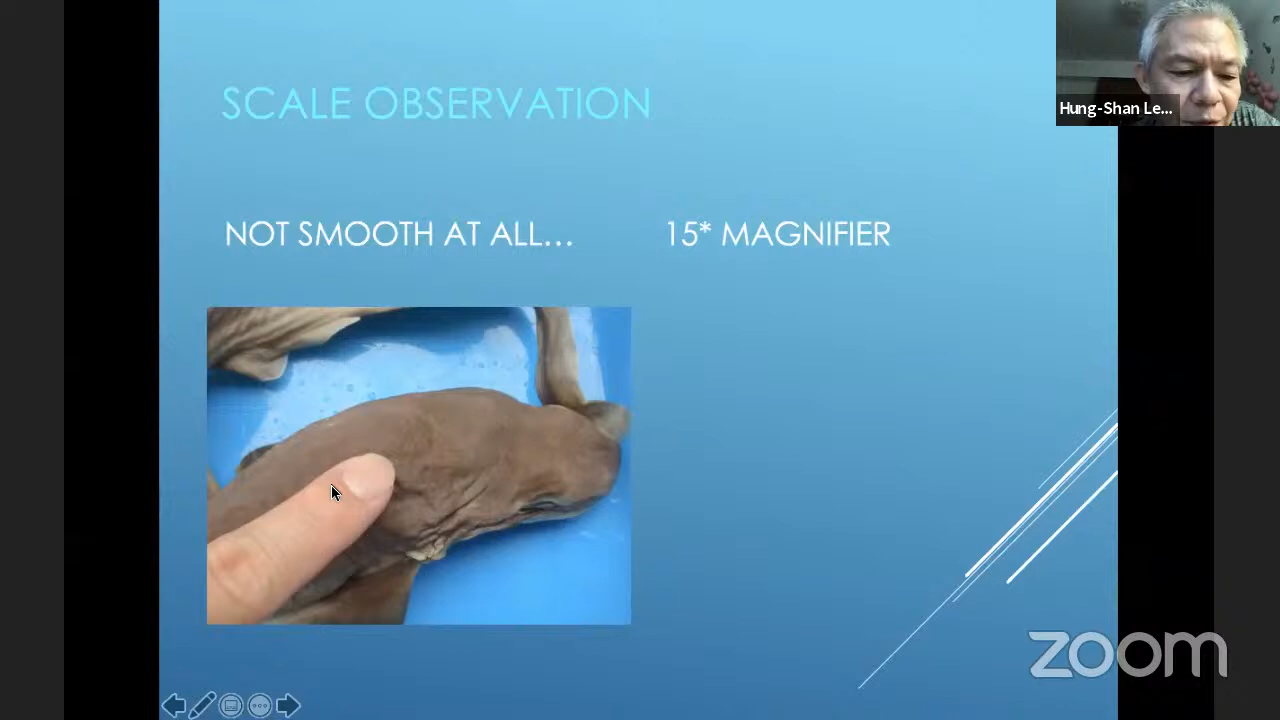 SCALE OBSERVATION
NOT SMOOTH AT ALL...
15* MAGNIFIER
Hung-Shan Le...
zoom